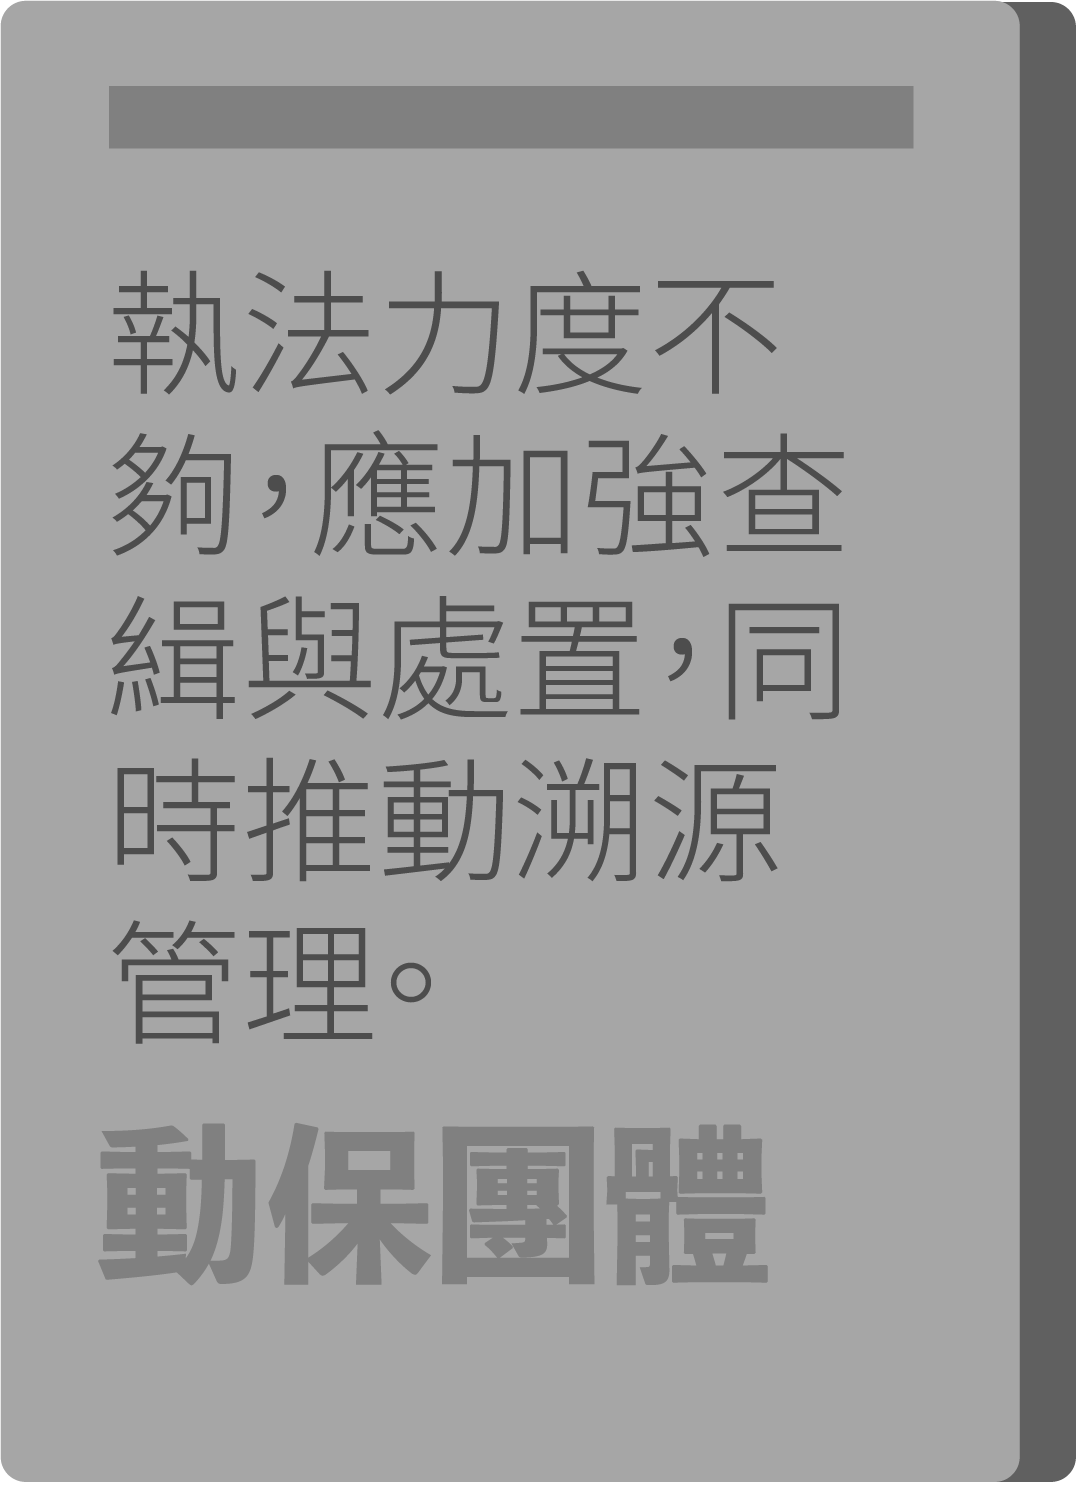 執法力度不
夠，應加強查
緝與處置，同
時推動溯源
管理。
動保團體